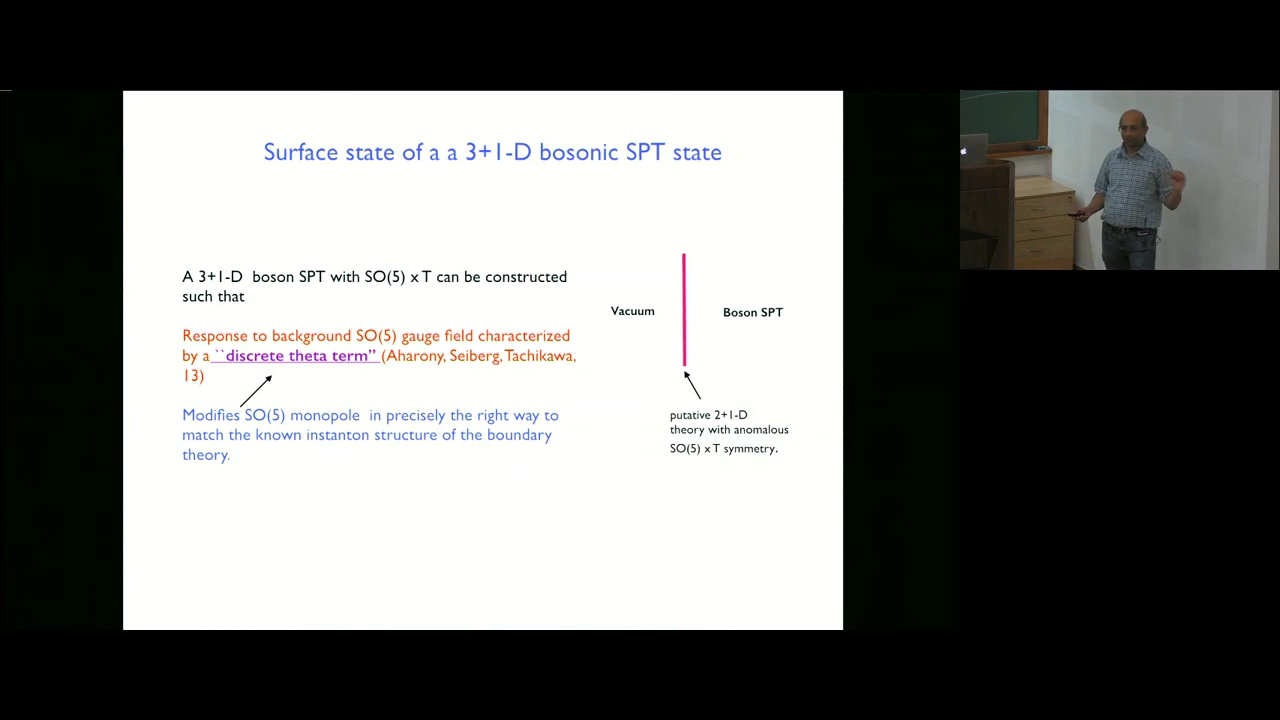 Surface state of a a 3+1-D bosonic SPT state
A 3+1-D  boson SPT with SO(5) x T can be constructed
such that
Response to background SO(5) gauge field characterized
by a ``discrete theta term” (Aharony, Seiberg, Tachikawa,
13)
Modifies SO(5) monopole  in precisely the right way to
match the known instanton structure of the boundary
theory.
Vacuum
Boson SPT
putative 2+1-D
theory with anomalous
SO(5) x T symmetry.